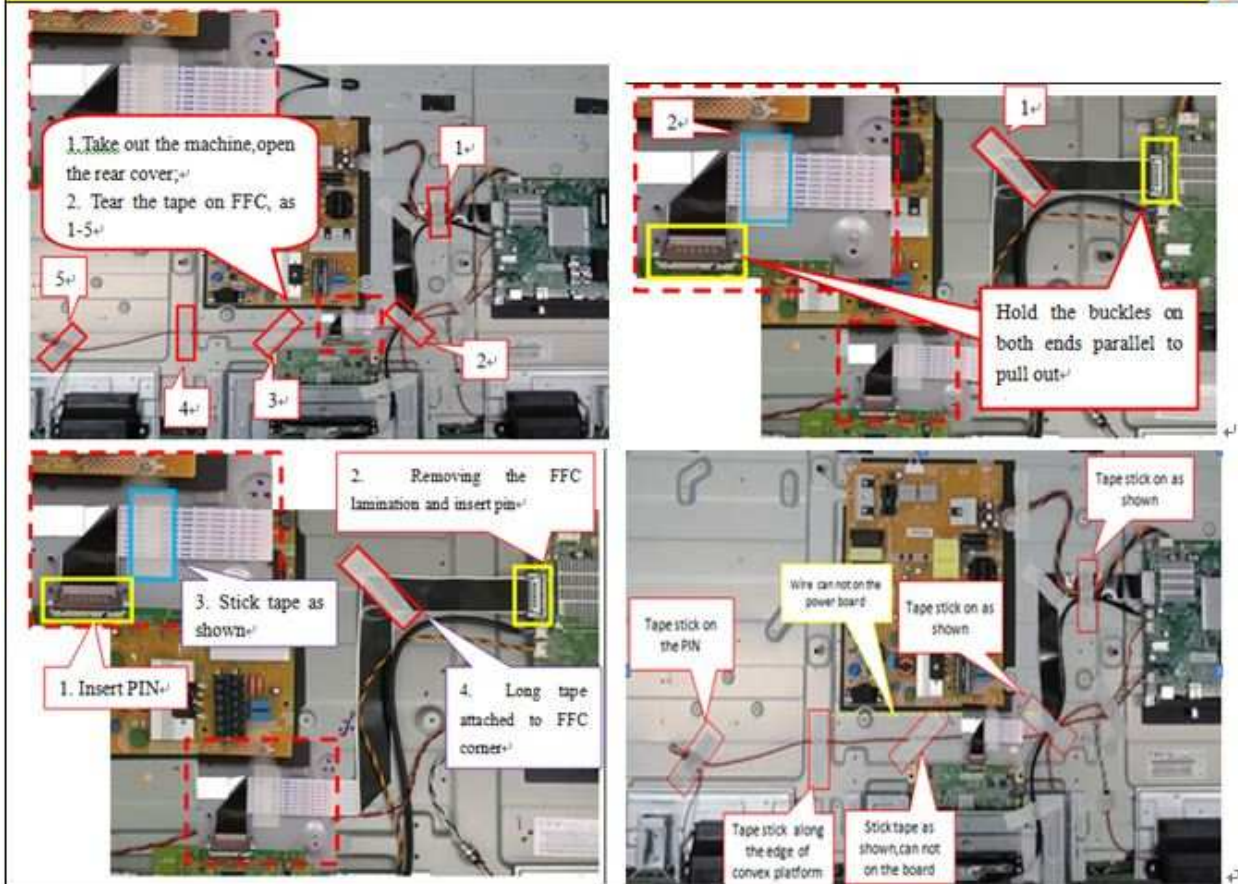 1.Take out the machine,open
the rear cover;↵
2. Tear the tape on FFC, as
1-5↵
1↵
5↵
4↵
3↵
2↵
2↵
1↵
Hold the buckles on
both ends parallel to
pull out↵
↵
2. Removing the FFC
lamination and insert pin↵
3. Stick tape as
shown↵
1. Insert PIN↵
4. Long tape
attached to FFC
corner↵
Tape stick on as
shown
Wire can not on the
power board
Tape stick on as
shown
Tape stick on
the PIN
Tape stick along
the edge of
convex platform
Stick tape as
shown,can not
on the board
↵